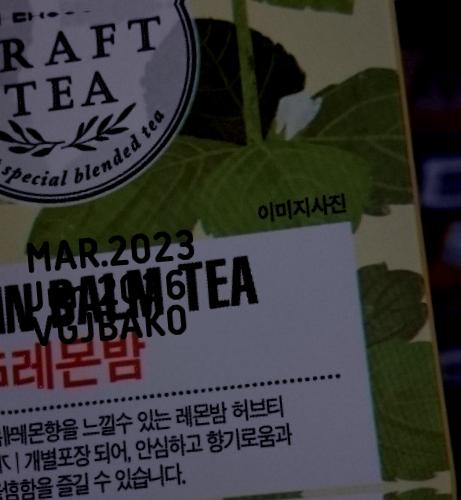 RAFT
TEA
special blended tea
이미지사진
MAR.2023
BALM TEA
VGJBAKO
레몬밤
레몬향을 느낄수 있는 레몬밤 허브티
개별포장 되어, 안심하고 향기로움과
즐길 수 있습니다.